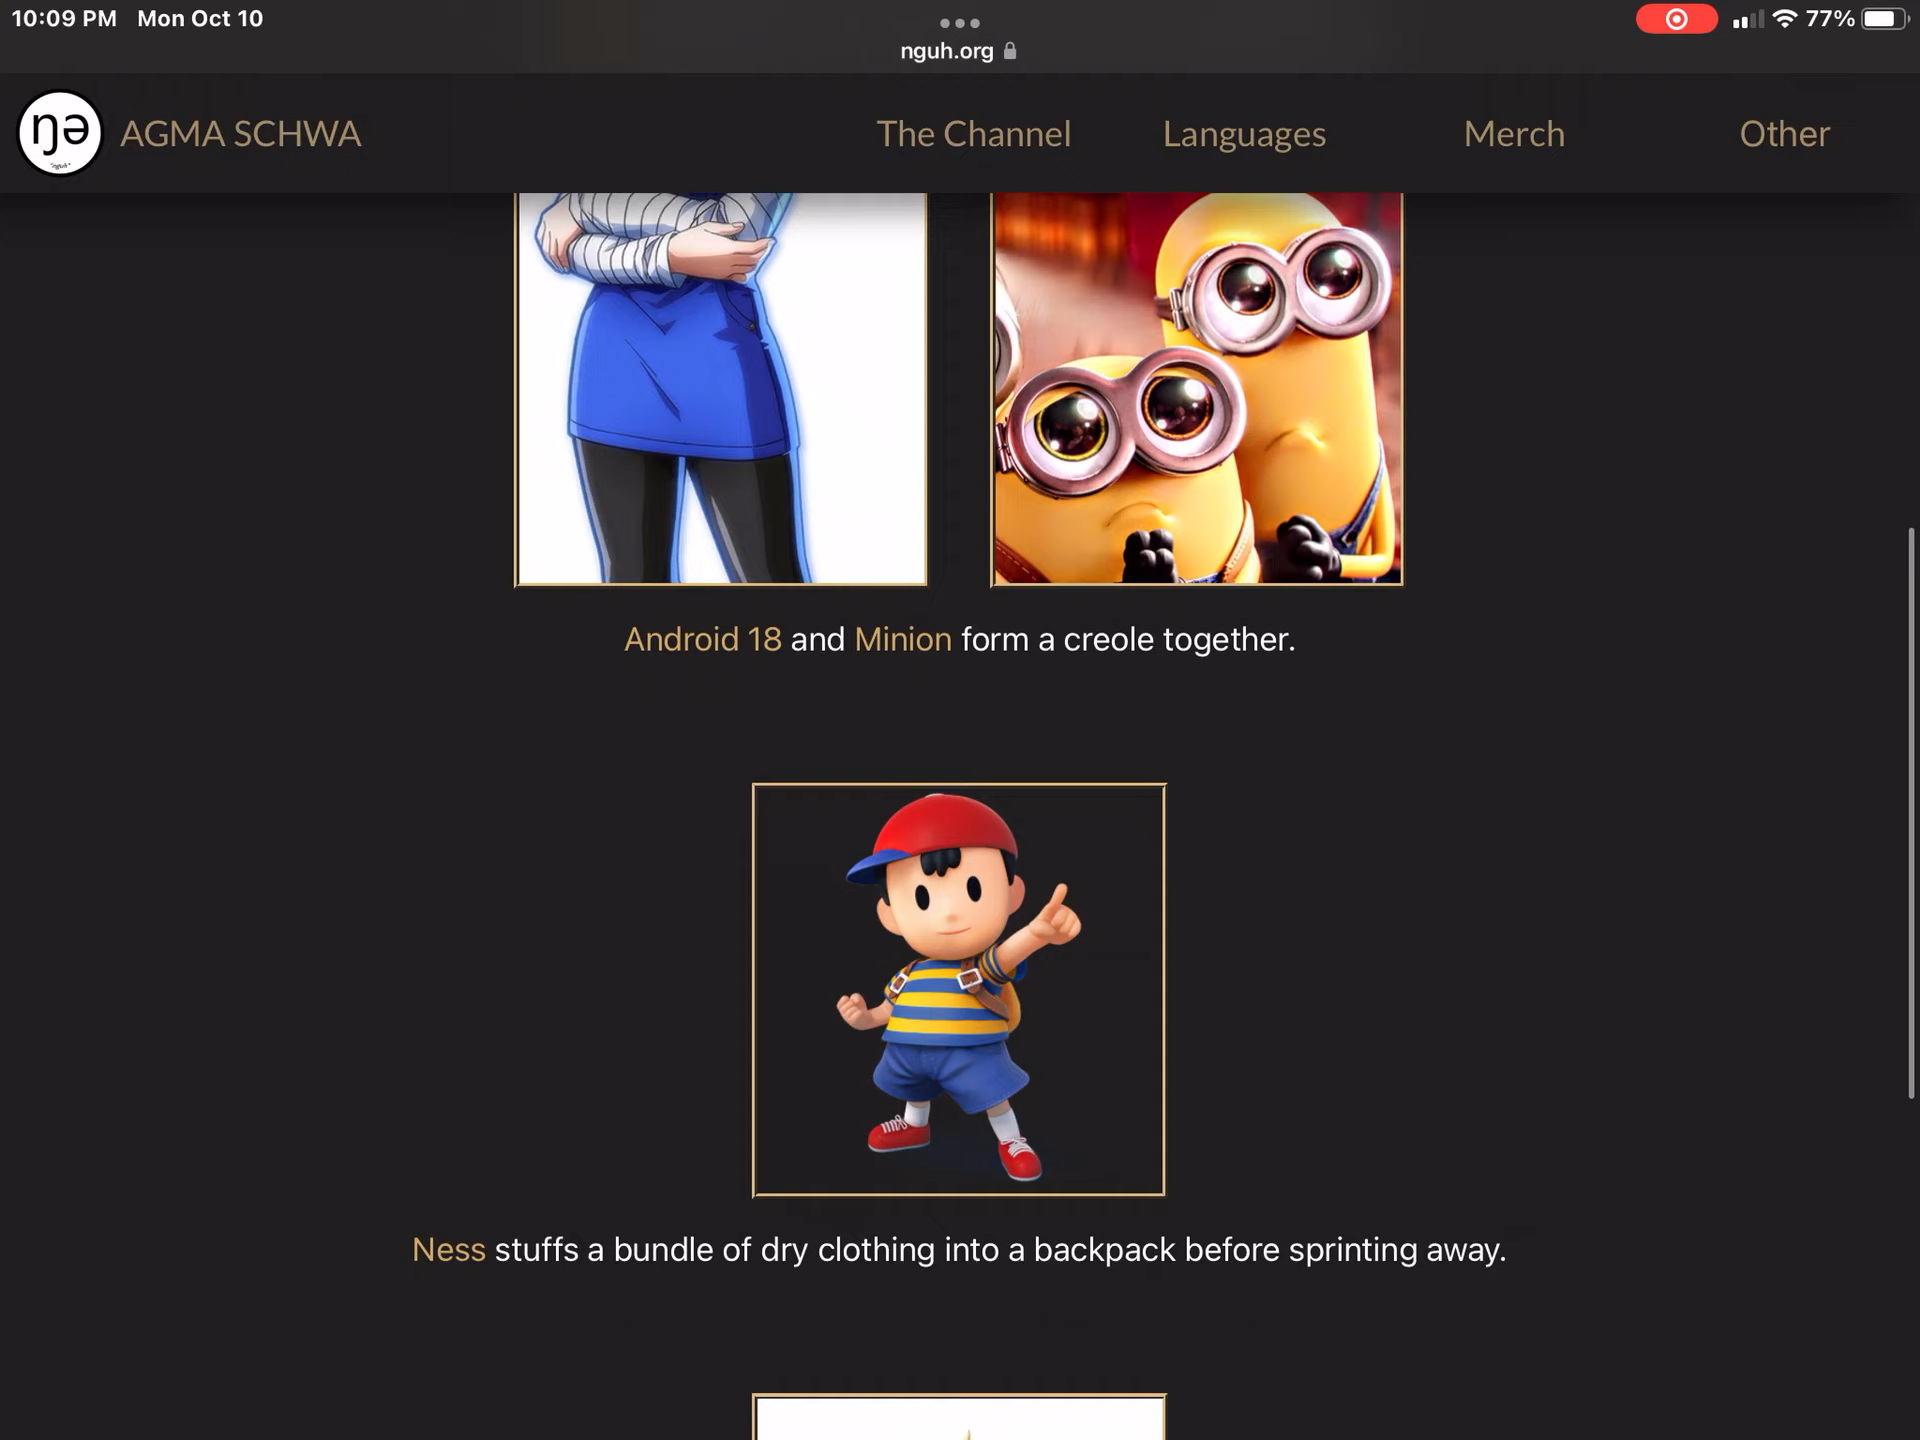 10:09 PM Mon Oct 10
77%
nguh.org
ŋə
"nguh"
AGMA SCHWA
The Channel
Languages
Merch
Other
Android 18 and Minion form a creole together.
Ness stuffs a bundle of dry clothing into a backpack before sprinting away.